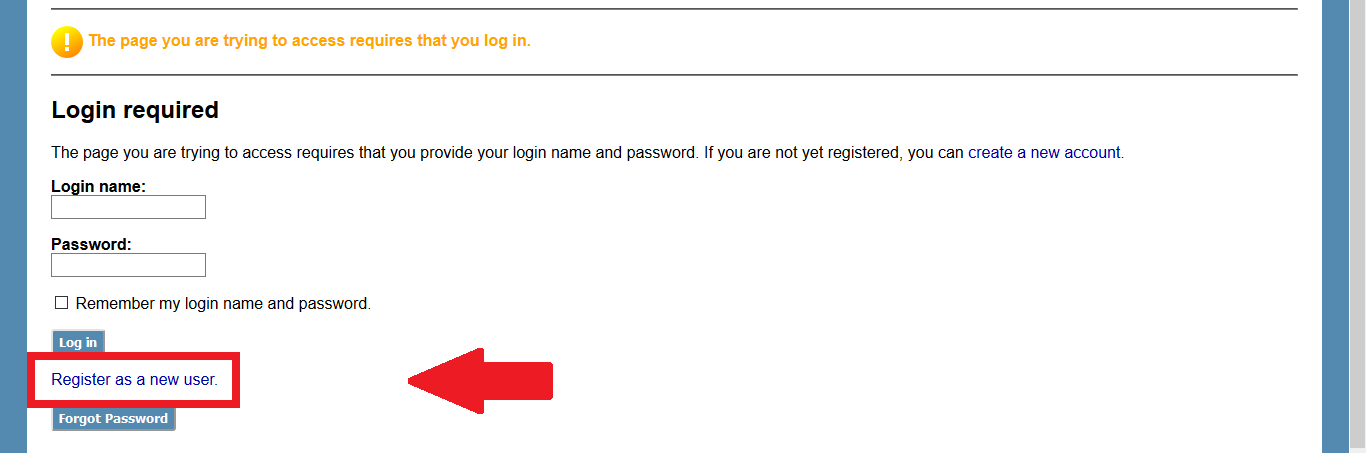 The page you are trying to access requires that you log in.
Login required
The page you are trying to access requires that you provide your login name and password. If you are not yet registered, you can create a new account.
Login name:
Password:
Remember my login name and password.
Log in
Register as a new user.
Forgot Password